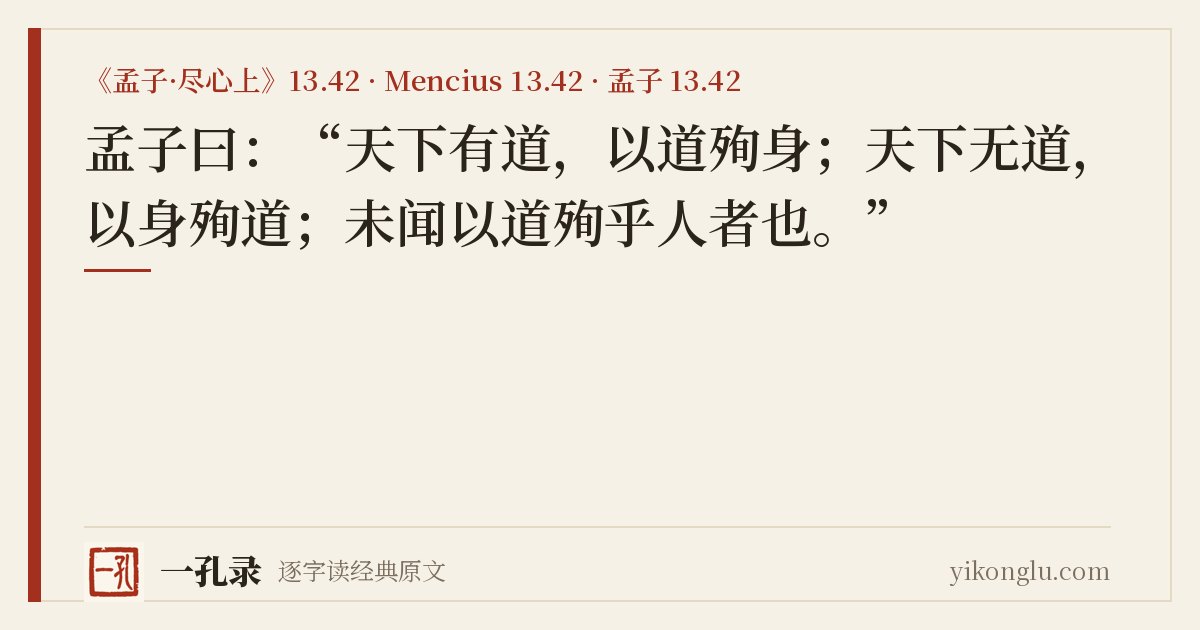 《孟子·尽心上》13.42 · Mencius 13.42 · 孟子 13.42
孟子曰：“天下有道，以道殉身；天下无道，
以身殉道；未闻以道殉乎人者也。”
一孔
一孔录 逐字读经典原文 yikonglu.com